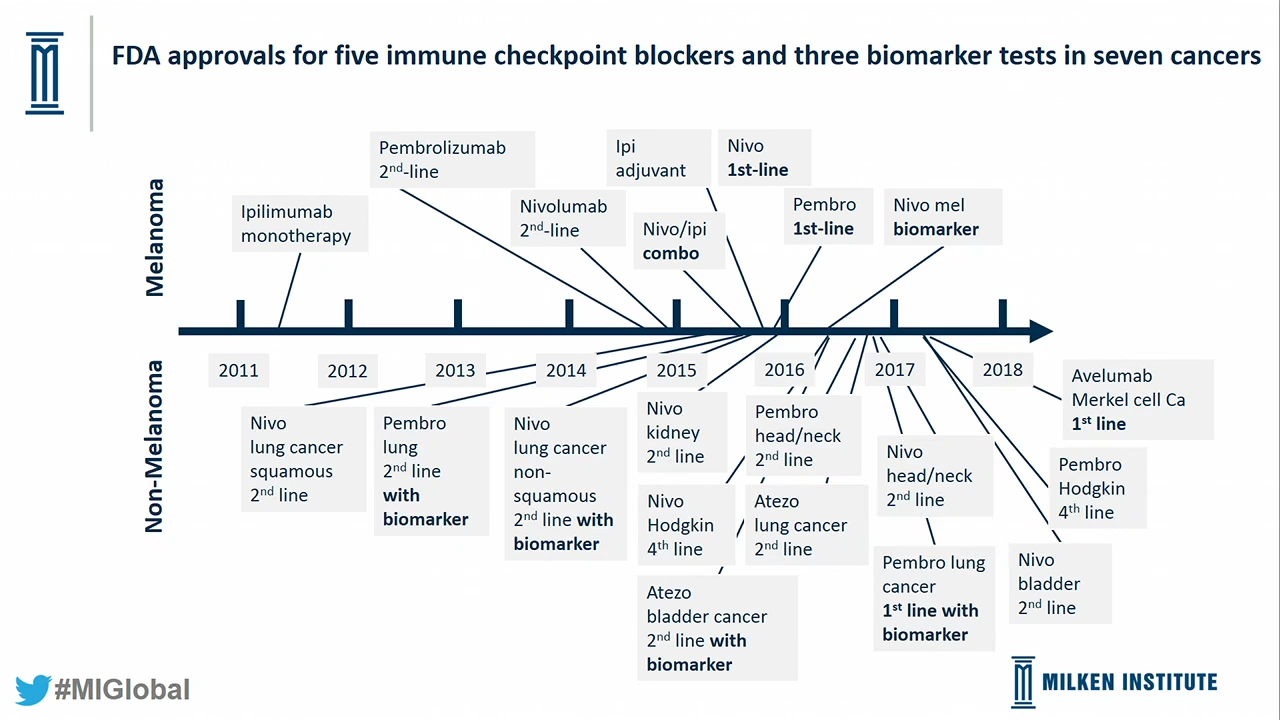 FDA approvals for five immune checkpoint blockers and three biomarker tests in seven cancers
Melanoma
Ipilimumab
monotherapy
Pembrolizumab
2nd-line
Nivolumab
2nd-line
Ipi
adjuvant
Nivo/ipi
combo
Nivo
1st-line
Pembro
1st-line
Nivo mel
biomarker
2011
2012
2013
2014
2015
2016
2017
2018
Non-Melanoma
Nivo
lung cancer
squamous
2nd line
Pembro
lung
2nd line
with
biomarker
Nivo
lung cancer
non-
squamous
2nd line with
biomarker
Nivo
kidney
2nd line
Nivo
Hodgkin
4th line
Atezo
bladder cancer
2nd line with
biomarker
Pembro
head/neck
2nd line
Atezo
lung cancer
2nd line
Nivo
head/neck
2nd line
Pembro lung
cancer
1st line with
biomarker
Avelumab
Merkel cell Ca
1st line
Pembro
Hodgkin
4th line
Nivo
bladder
2nd line
#MIGlobal
MILKEN INSTITUTE